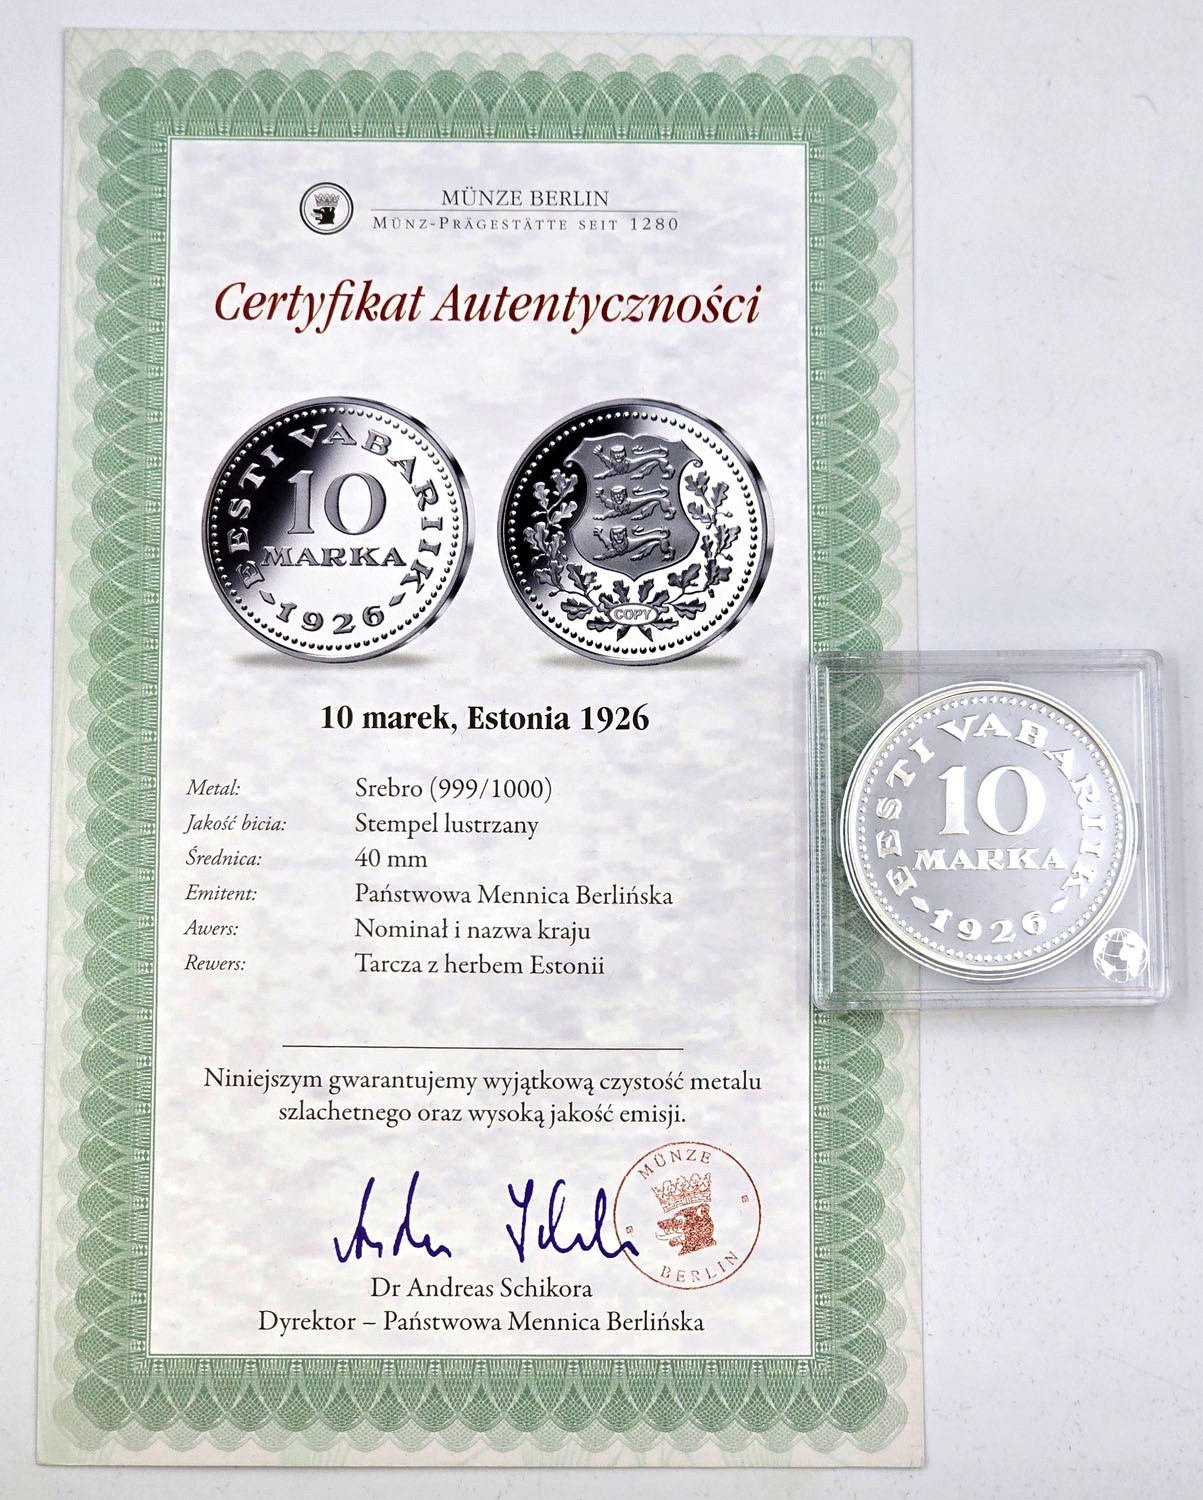 MÜNZE BERLIN
MÜNZ-PRÄGESTÄTTE SEIT 1280
Certyfikat Autentyczności
EESTI VABARIIK
10
MARKA
1926
COPY
10 marek, Estonia 1926
Metal: Srebro (999/1000)
Jakość bicia: Stempel lustrzany
Średnica: 40 mm
Emitent: Państwowa Mennica Berlińska
Awers: Nominał i nazwa kraju
Rewers: Tarcza z herbem Estonii
EESTI VABARIIK
10
MARKA
1926
Niniejszym gwarantujemy wyjątkową czystość metalu
szlachetnego oraz wysoką jakość emisji.
MÜNZE
BERLIN
Dr Andreas Schikora
Dyrektor – Państwowa Mennica Berlińska